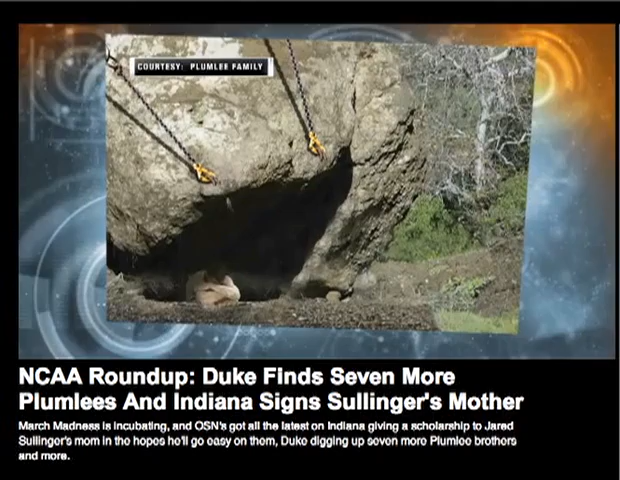 COURTESY: PLUMLEE FAMILY
NCAA Roundup: Duke Finds Seven More
Plumlees And Indiana Signs Sullinger's Mother
March Madness is incubating, and OSN's got all the latest on Indiana giving a scholarship to Jared
Sullinger's mom in the hopes he'll go easy on them, Duke digging up seven more Plumlee brothers
and more.